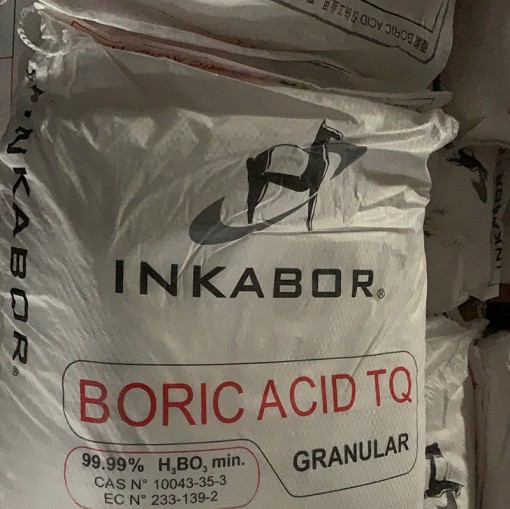 BORIC ACID
INKABOR
INKABOR®
INKABOR®
BORIC ACID TQ
GRANULAR
99.99% H₃BO₃ min.
CAS N° 10043-35-3
EC N° 233-139-2